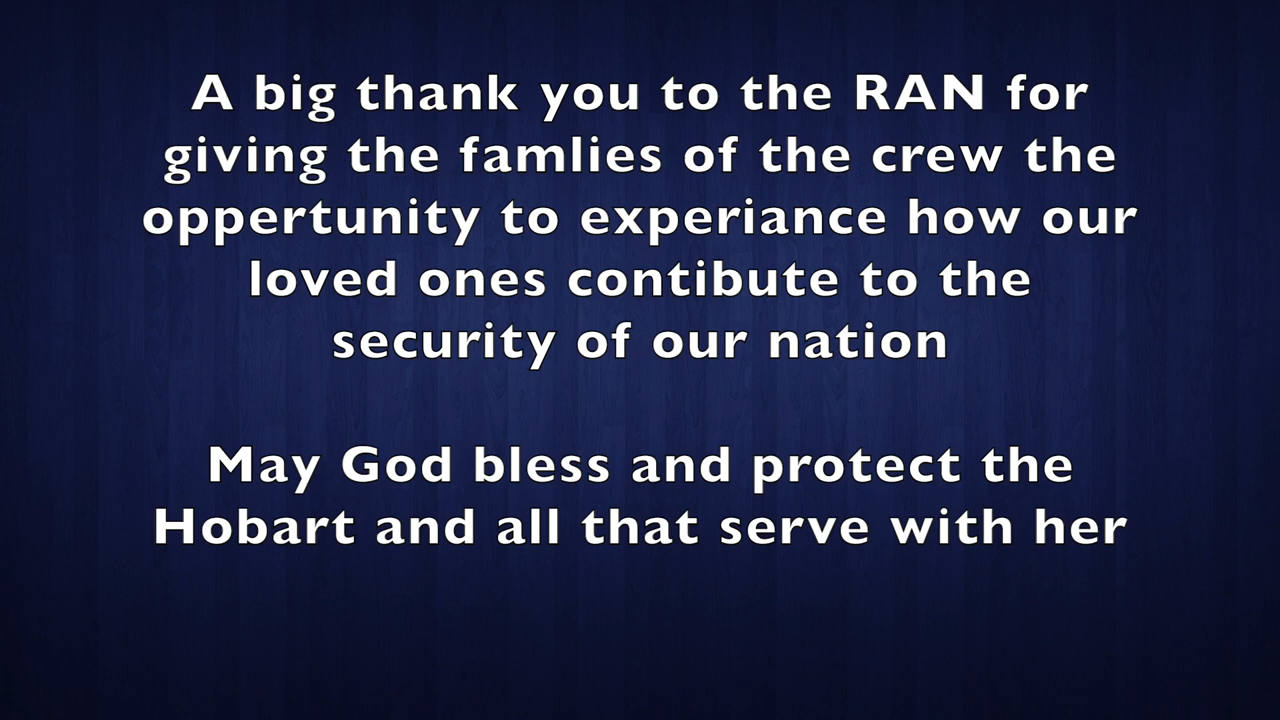 A big thank you to the RAN for
giving the famlies of the crew the
oppertunity to experiance how our
loved ones contibute to the
security of our nation
May God bless and protect the
Hobart and all that serve with her